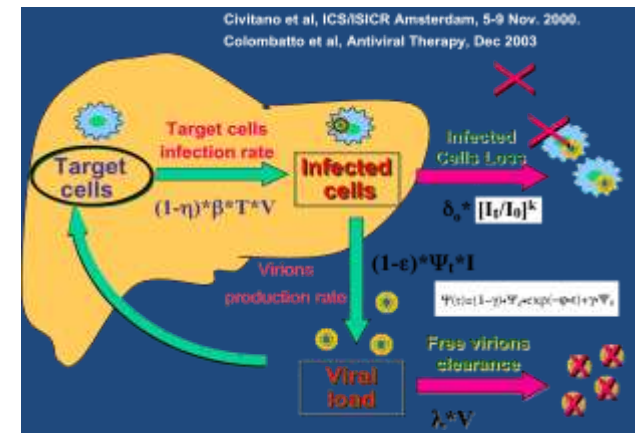 Civitano et al, ICS/ISICR Amsterdam, 5-9 Nov. 2000.
Colombatto et al, Antiviral Therapy, Dec 2003
Target cells
infection rate
Infected
Cells Loss
Target
cells
Infected
cells
(1-η)*β*T*V
δₒ* [Iₜ/I₀]ᵏ
Virions
production rate
(1-ε)*Ψₜ*I
Free virions
clearance
Viral
load
λ*V